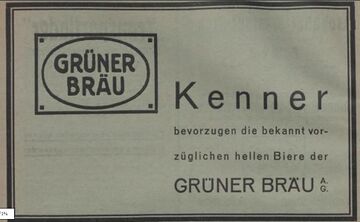 GRÜNER
BRÄU
Kenner
bevorzugen die bekannt vor-
züglichen hellen Biere der
GRÜNER BRÄU A.G.